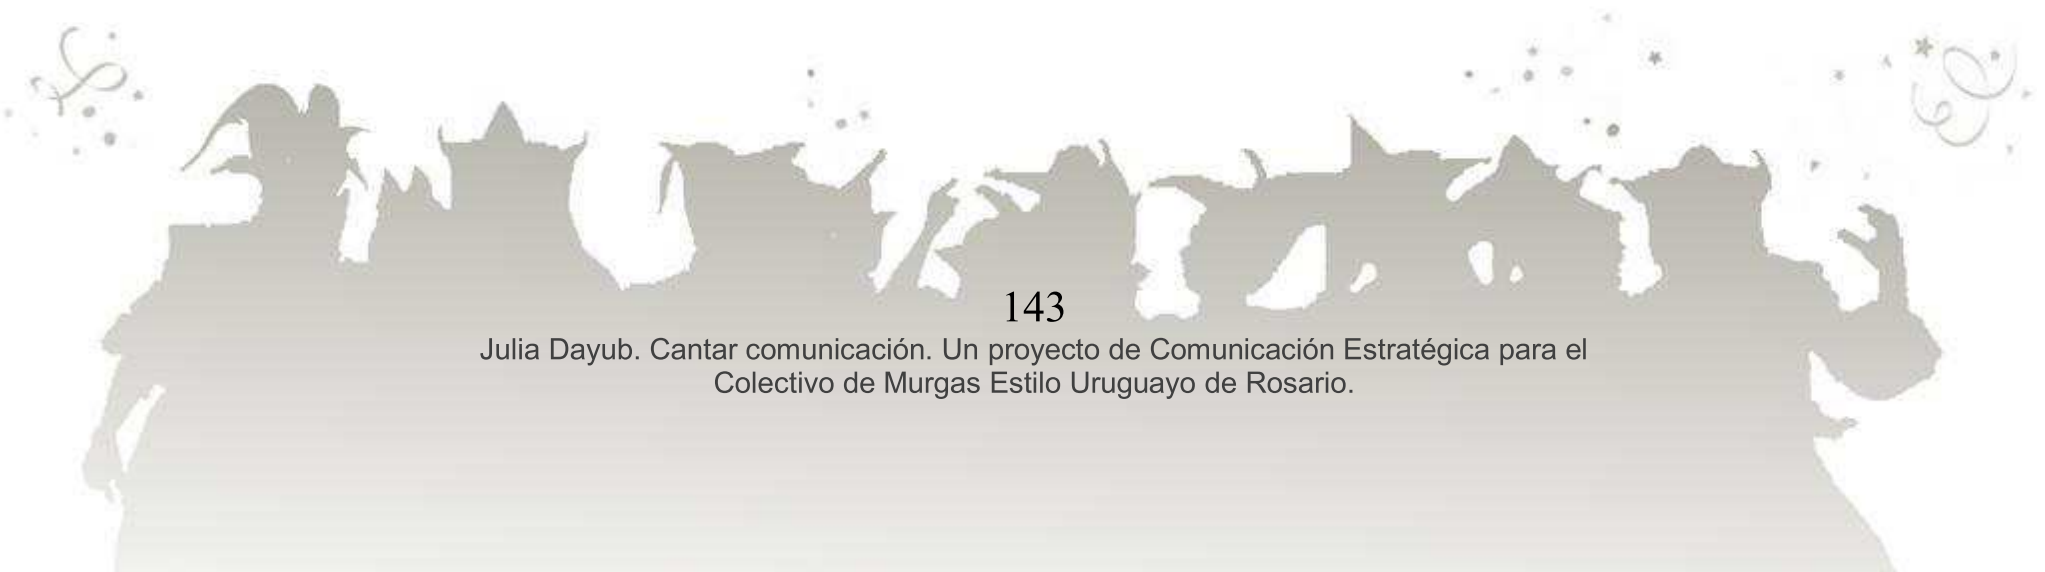 143
Julia Dayub. Cantar comunicación. Un proyecto de Comunicación Estratégica para el
Colectivo de Murgas Estilo Uruguayo de Rosario.